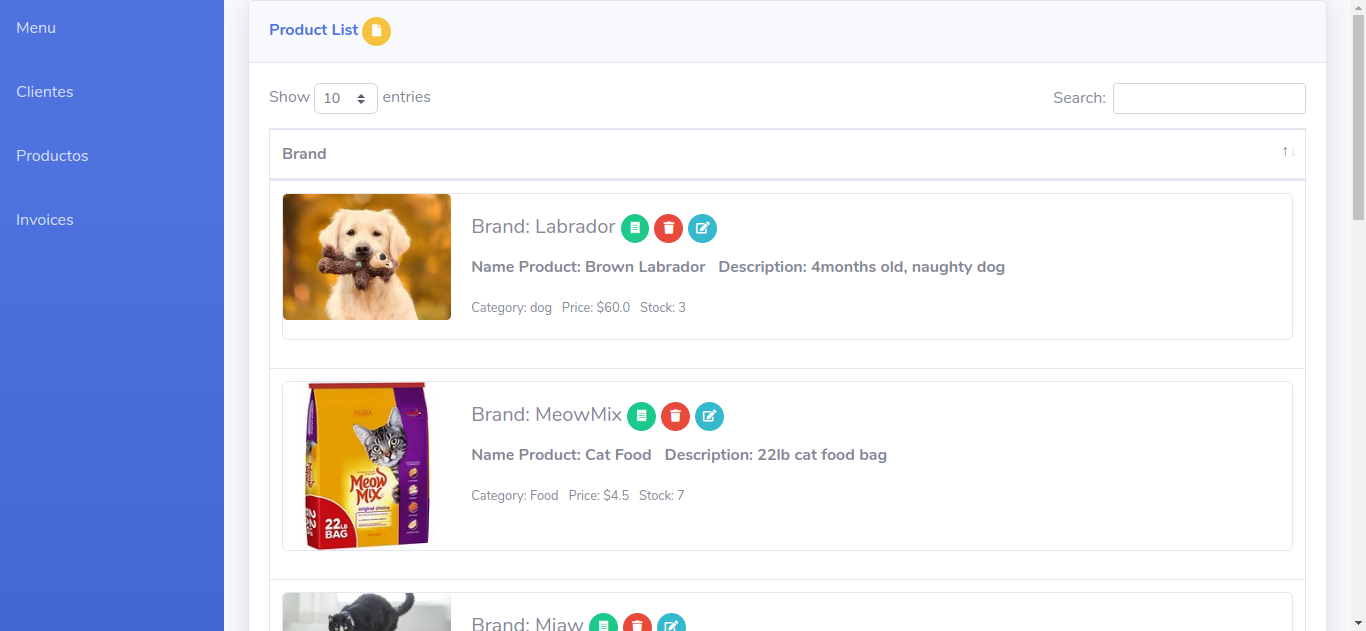 Menu
Clientes
Productos
Invoices
Product List
Show 10 entries
Search:
Brand
Brand: Labrador
Name Product: Brown Labrador Description: 4months old, naughty dog
Category: dog Price: $60.0 Stock: 3
Brand: MeowMix
Name Product: Cat Food Description: 22lb cat food bag
Category: Food Price: $4.5 Stock: 7
Meow
Mix
original choice
22LB
BAG
Brand: Miaw